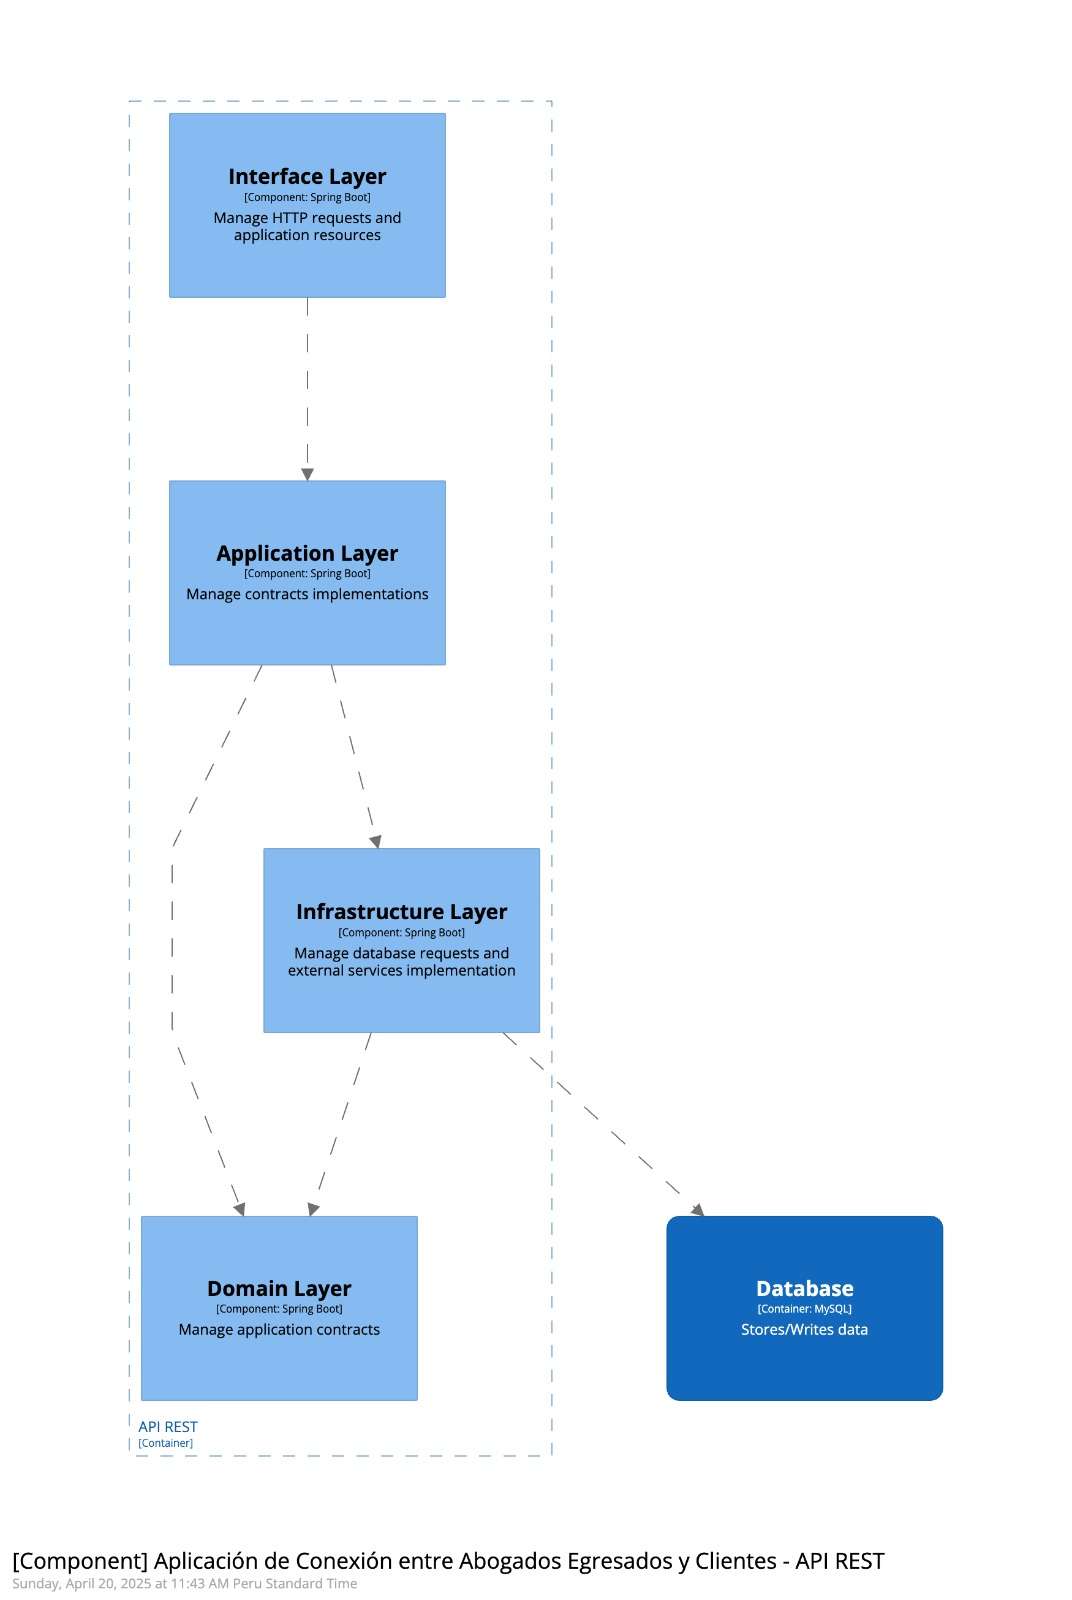 Interface Layer
[Component: Spring Boot]
Manage HTTP requests and
application resources
Application Layer
[Component: Spring Boot]
Manage contracts implementations
Infrastructure Layer
[Component: Spring Boot]
Manage database requests and
external services implementation
Domain Layer
[Component: Spring Boot]
Manage application contracts
Database
[Container: MySQL]
Stores/Writes data
API REST
[Container]
[Component] Aplicación de Conexión entre Abogados Egresados y Clientes - API REST
Sunday, April 20, 2025 at 11:43 AM Peru Standard Time